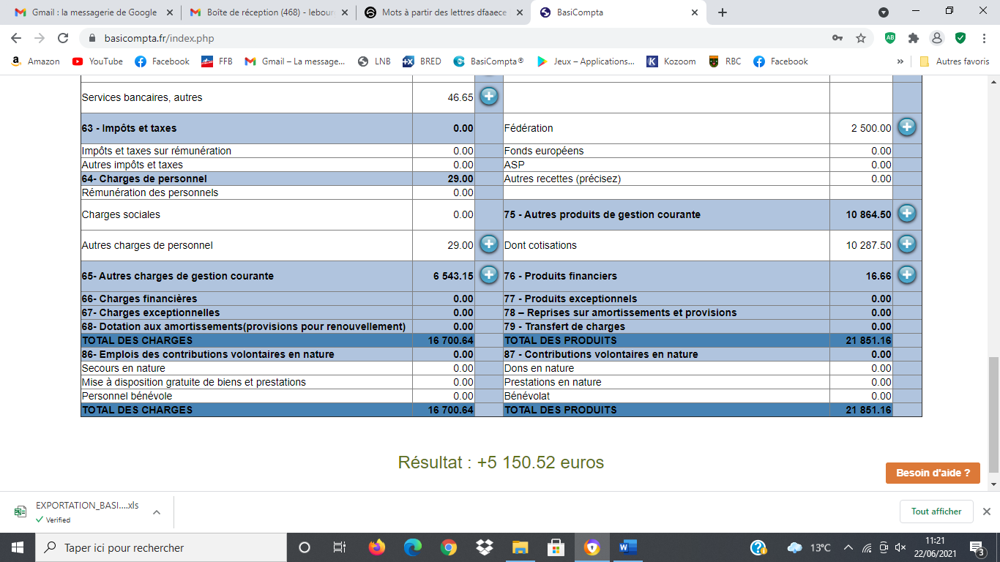 Gmail : la messagerie de Google
Boîte de réception (468) - lebour
Mots à partir des lettres dfaaece
BasiCompta
basicompta.fr/index.php
Amazon YouTube Facebook FFB Gmail – La message... LNB BRED BasiCompta® Jeux – Applications... Kozoom RBC Facebook » Autres favoris
Services bancaires, autres 46.65
63 - Impôts et taxes 0.00 Fédération 2 500.00
Impôts et taxes sur rémunération 0.00 Fonds européens 0.00
Autres impôts et taxes 0.00 ASP 0.00
64- Charges de personnel 29.00 Autres recettes (précisez) 0.00
Rémunération des personnels 0.00
Charges sociales 0.00 75 - Autres produits de gestion courante 10 864.50
Autres charges de personnel 29.00 Dont cotisations 10 287.50
65- Autres charges de gestion courante 6 543.15 76 - Produits financiers 16.66
66- Charges financières 0.00 77 - Produits exceptionnels 0.00
67- Charges exceptionnelles 0.00 78 – Reprises sur amortissements et provisions 0.00
68- Dotation aux amortissements(provisions pour renouvellement) 0.00 79 - Transfert de charges 0.00
TOTAL DES CHARGES 16 700.64 TOTAL DES PRODUITS 21 851.16
86- Emplois des contributions volontaires en nature 0.00 87 - Contributions volontaires en nature 0.00
Secours en nature 0.00 Dons en nature 0.00
Mise à disposition gratuite de biens et prestations 0.00 Prestations en nature 0.00
Personnel bénévole 0.00 Bénévolat 0.00
TOTAL DES CHARGES 16 700.64 TOTAL DES PRODUITS 21 851.16
Résultat : +5 150.52 euros
Besoin d'aide ?
EXPORTATION_BASI....xls
Verified
Tout afficher
Taper ici pour rechercher
13°C
11:21
22/06/2021
3